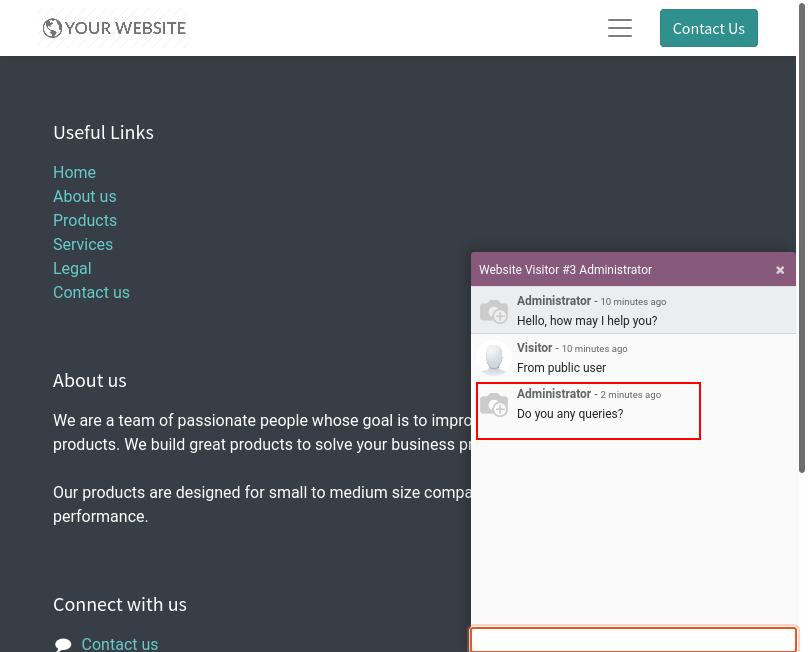 YOUR WEBSITE
Contact Us
Useful Links
Home
About us
Products
Services
Legal
Contact us
About us
We are a team of passionate people whose goal is to impro
products. We build great products to solve your business pr
Our products are designed for small to medium size compa
performance.
Connect with us
Contact us
Website Visitor #3 Administrator
Administrator - 10 minutes ago
Hello, how may I help you?
Visitor - 10 minutes ago
From public user
Administrator - 2 minutes ago
Do you any queries?